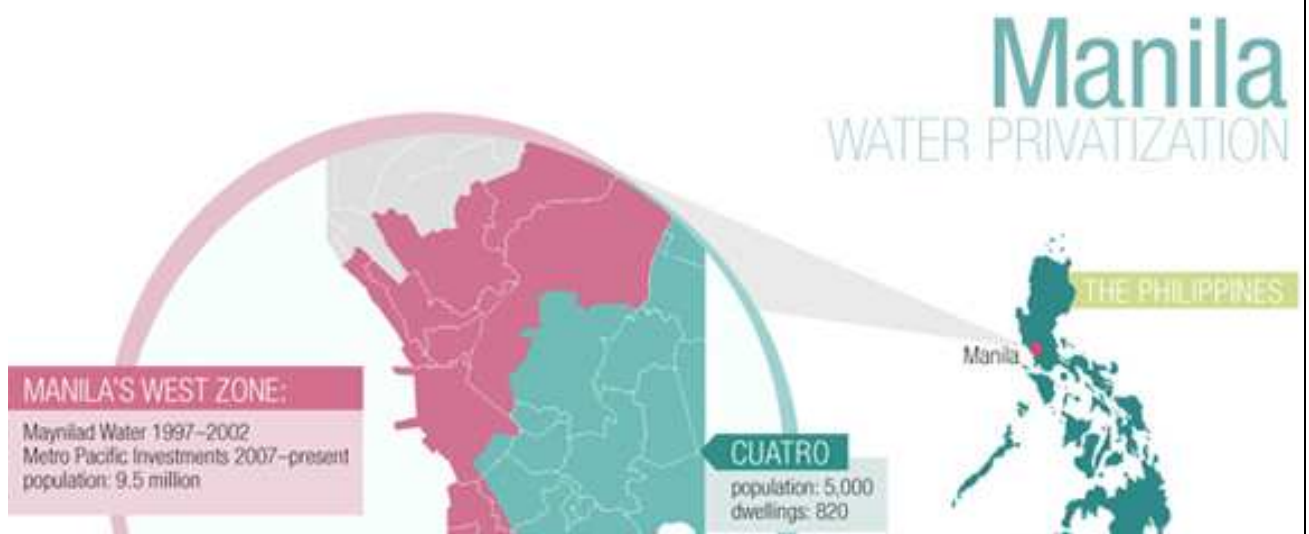 Manila
WATER PRIVATIZATION
THE PHILIPPINES
Manila
MANILA'S WEST ZONE:
Maynilad Water 1997–2002
Metro Pacific Investments 2007–present
population: 9.5 million
CUATRO
population: 5,000
dwellings: 820